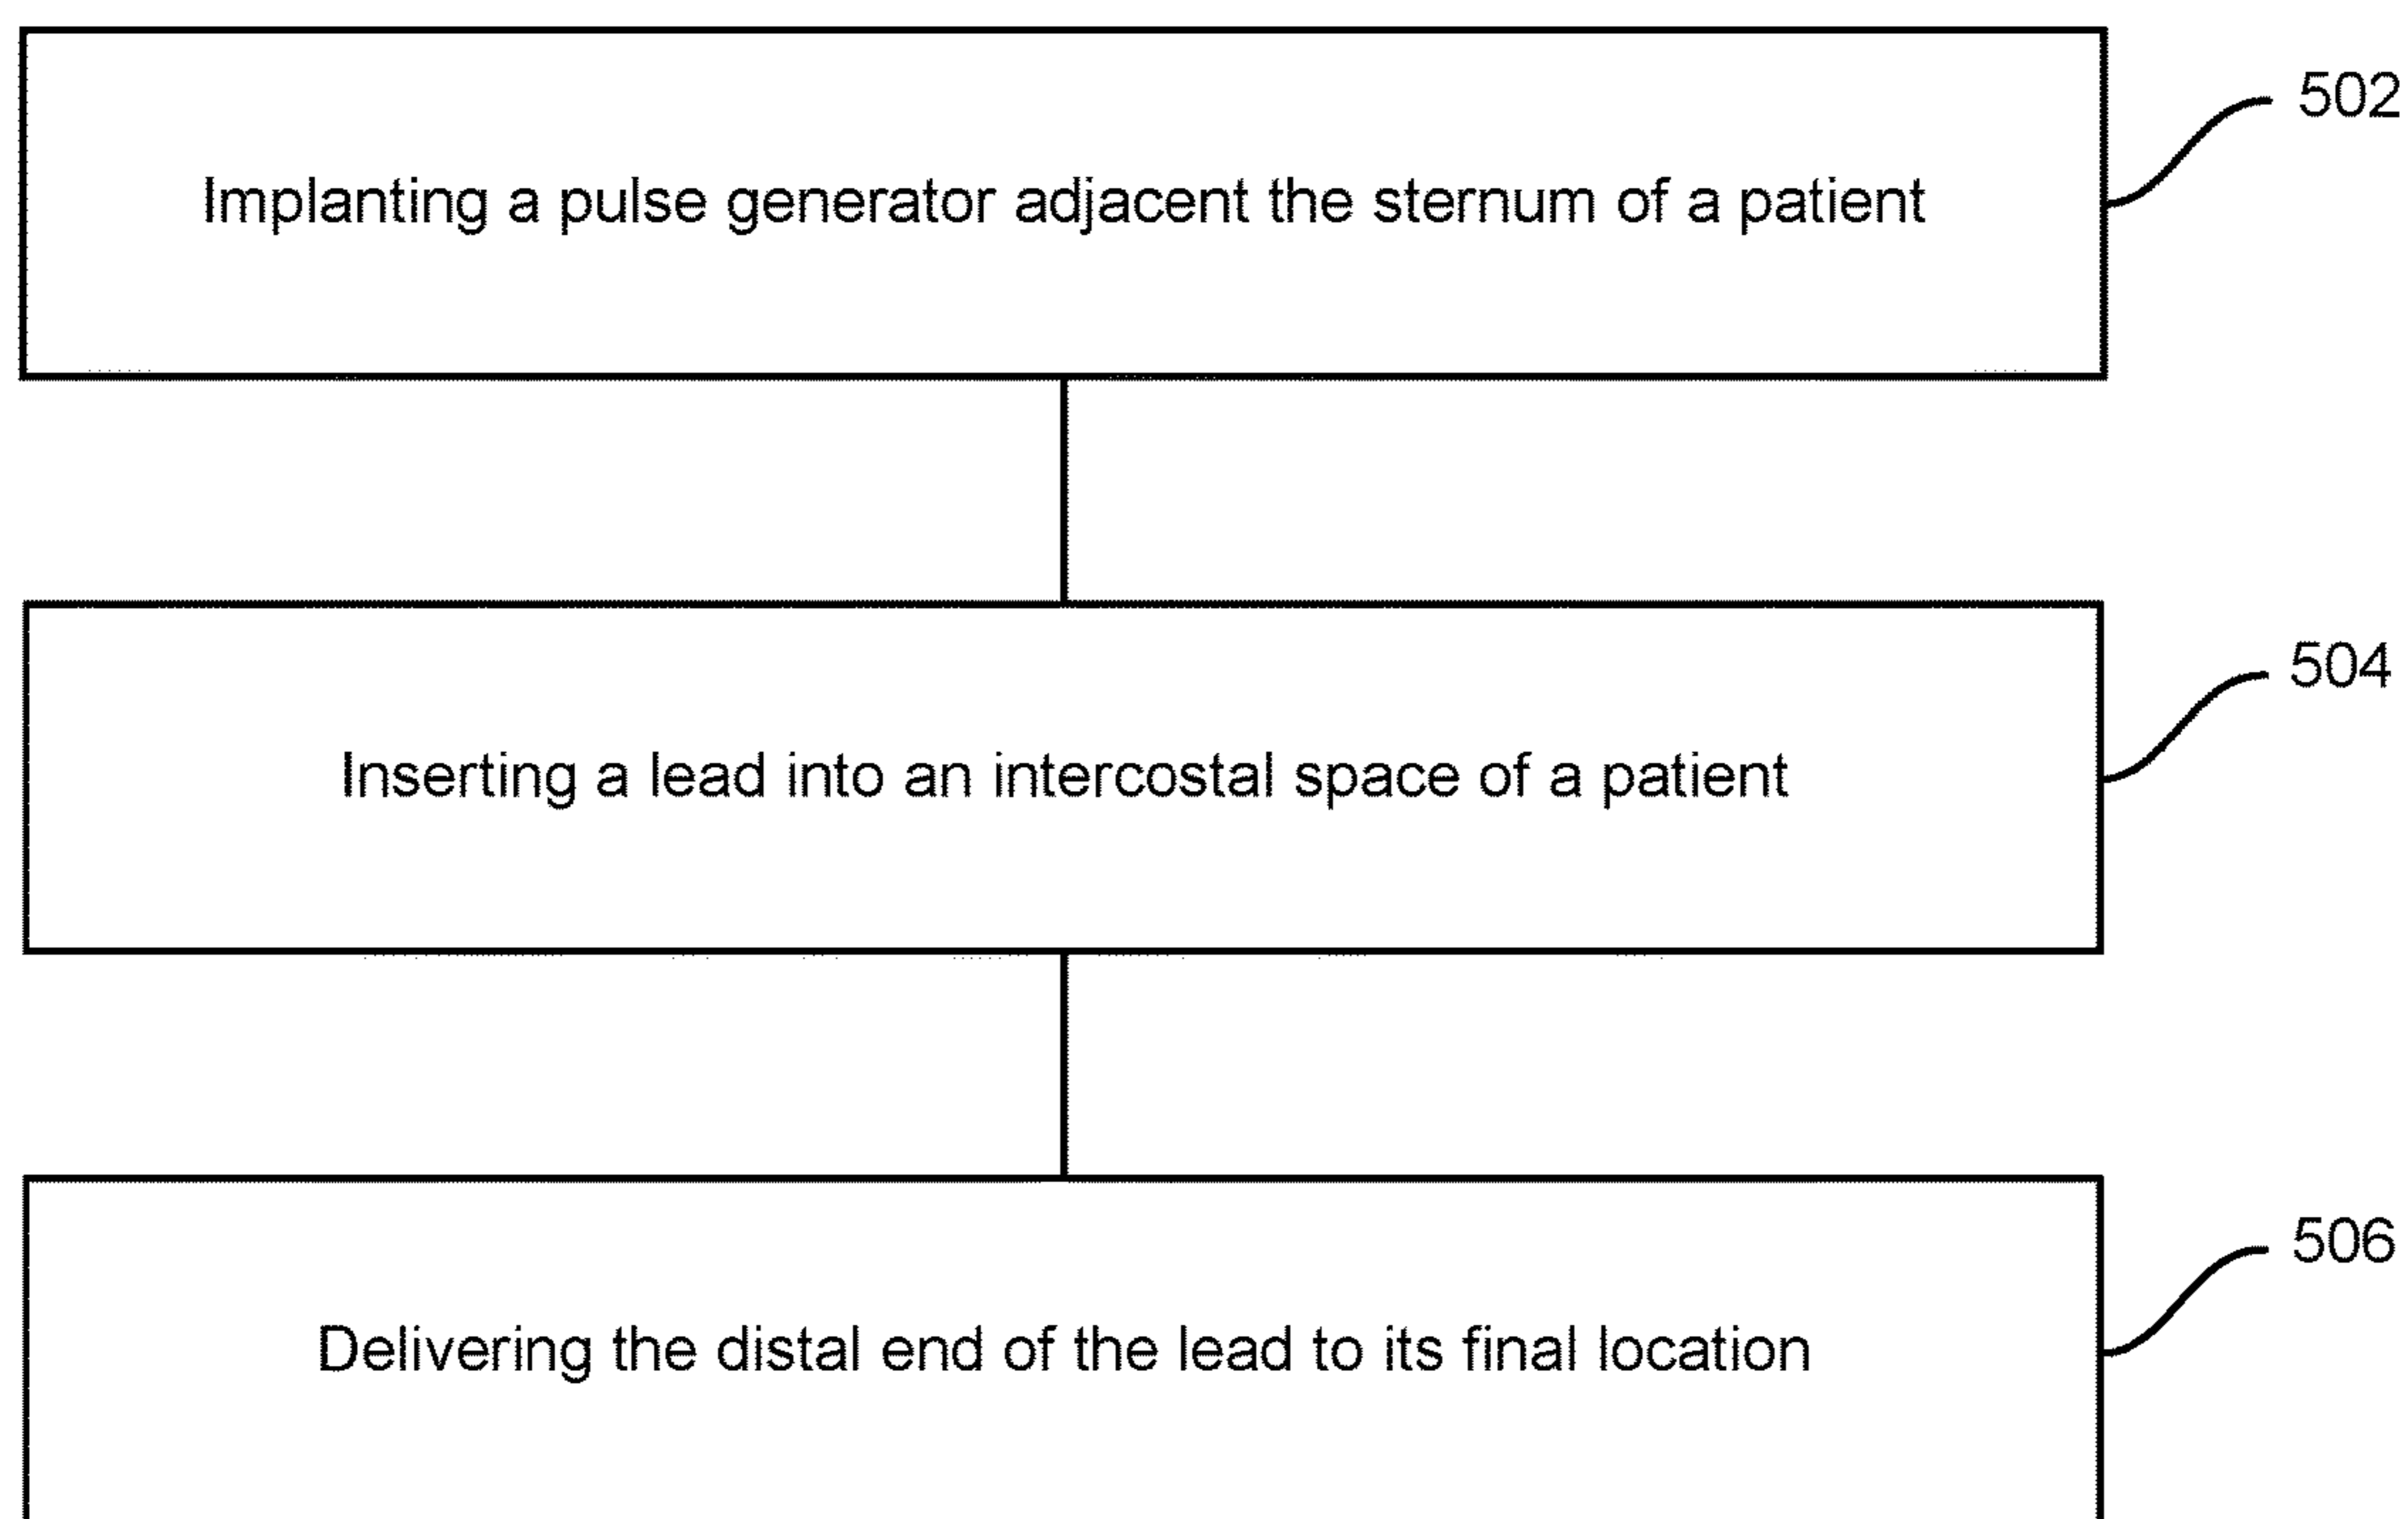 Implanting a pulse generator adjacent the sternum of a patient
502
Inserting a lead into an intercostal space of a patient
504
Delivering the distal end of the lead to its final location
506